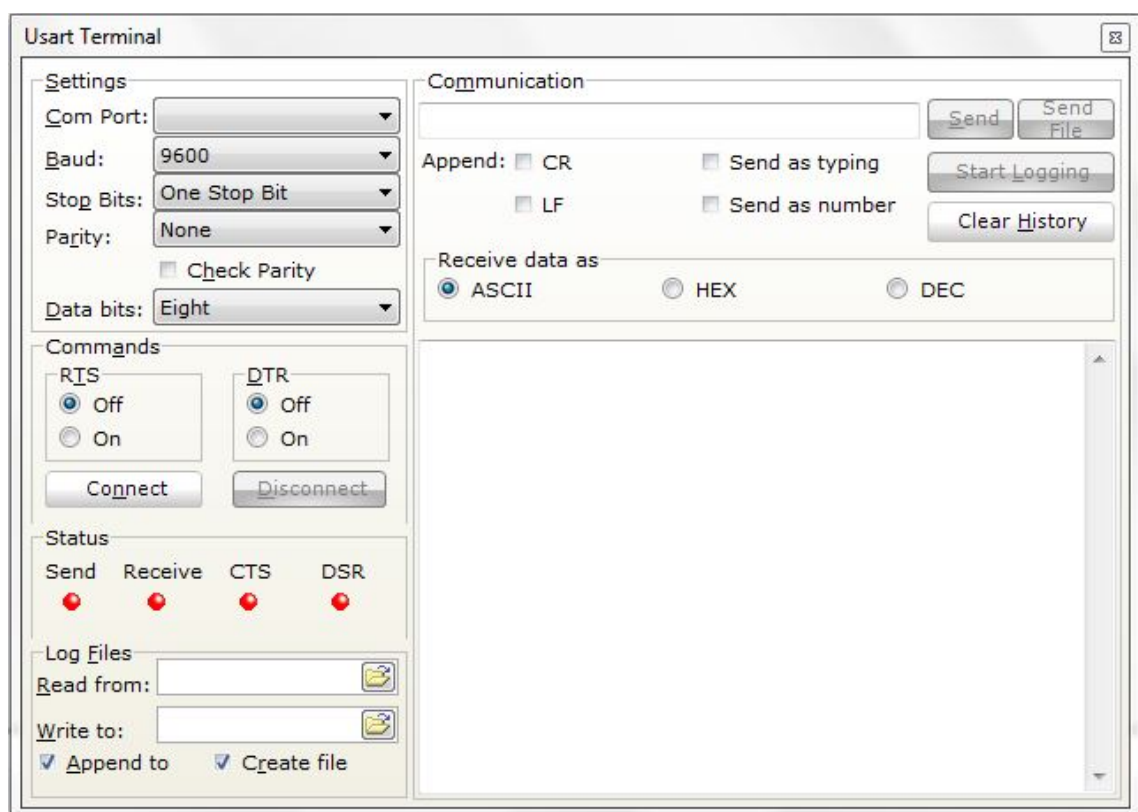 Usart Terminal
Settings
Com Port:
Baud: 9600
Stop Bits: One Stop Bit
Parity: None
Check Parity
Data bits: Eight
Commands
RTS
Off
On
DTR
Off
On
Connect Disconnect
Status
Send Receive CTS DSR
Log Files
Read from:
Write to:
Append to Create file
Communication
Send Send File
Append: CR Send as typing
LF Send as number
Start Logging
Clear History
Receive data as
ASCII HEX DEC